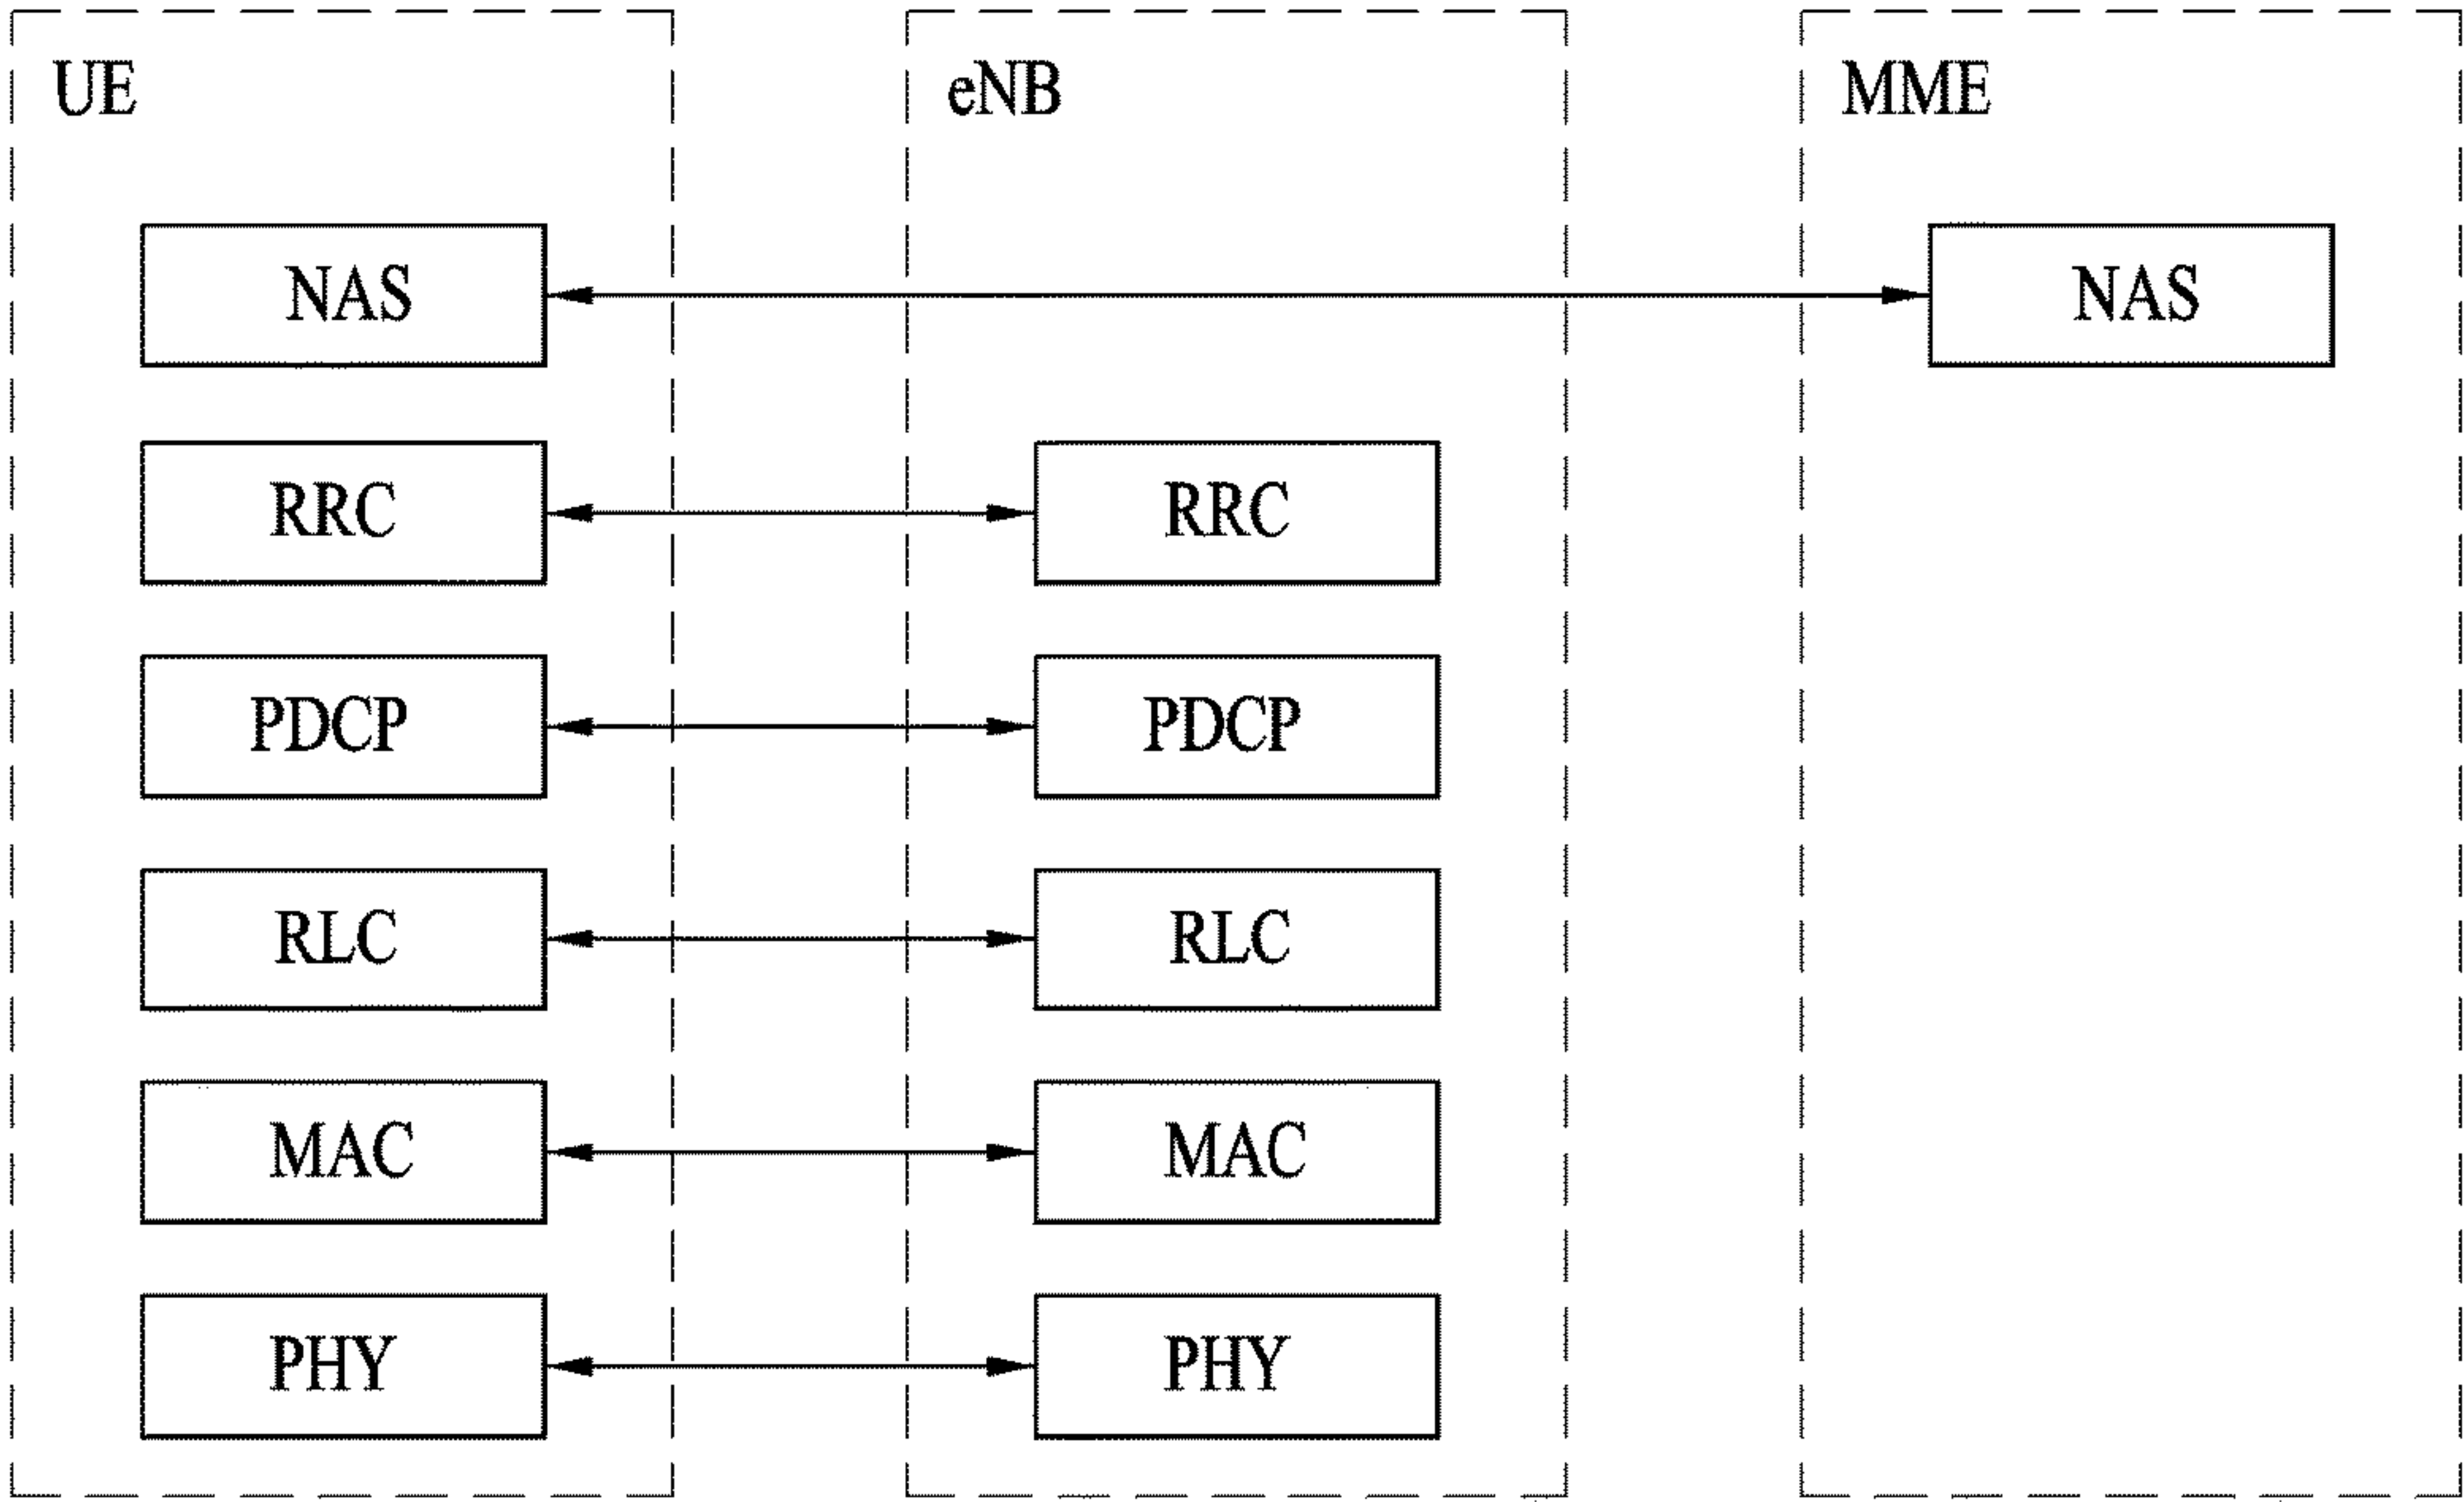 UE eNB MME
NAS NAS
RRC RRC
PDCP PDCP
RLC RLC
MAC MAC
PHY PHY